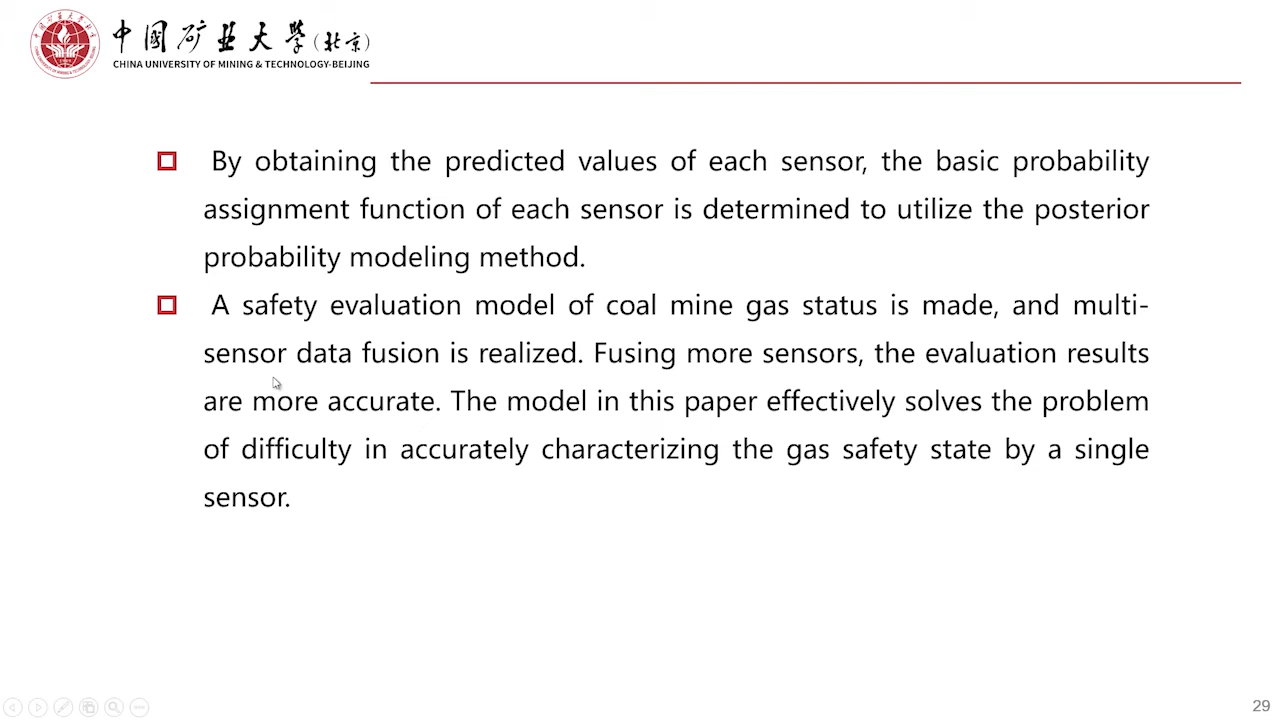 中国矿业大学(北京)
CHINA UNIVERSITY OF MINING & TECHNOLOGY-BEIJING
By obtaining the predicted values of each sensor, the basic probability
assignment function of each sensor is determined to utilize the posterior
probability modeling method.
A safety evaluation model of coal mine gas status is made, and multi-
sensor data fusion is realized. Fusing more sensors, the evaluation results
are more accurate. The model in this paper effectively solves the problem
of difficulty in accurately characterizing the gas safety state by a single
sensor.
29